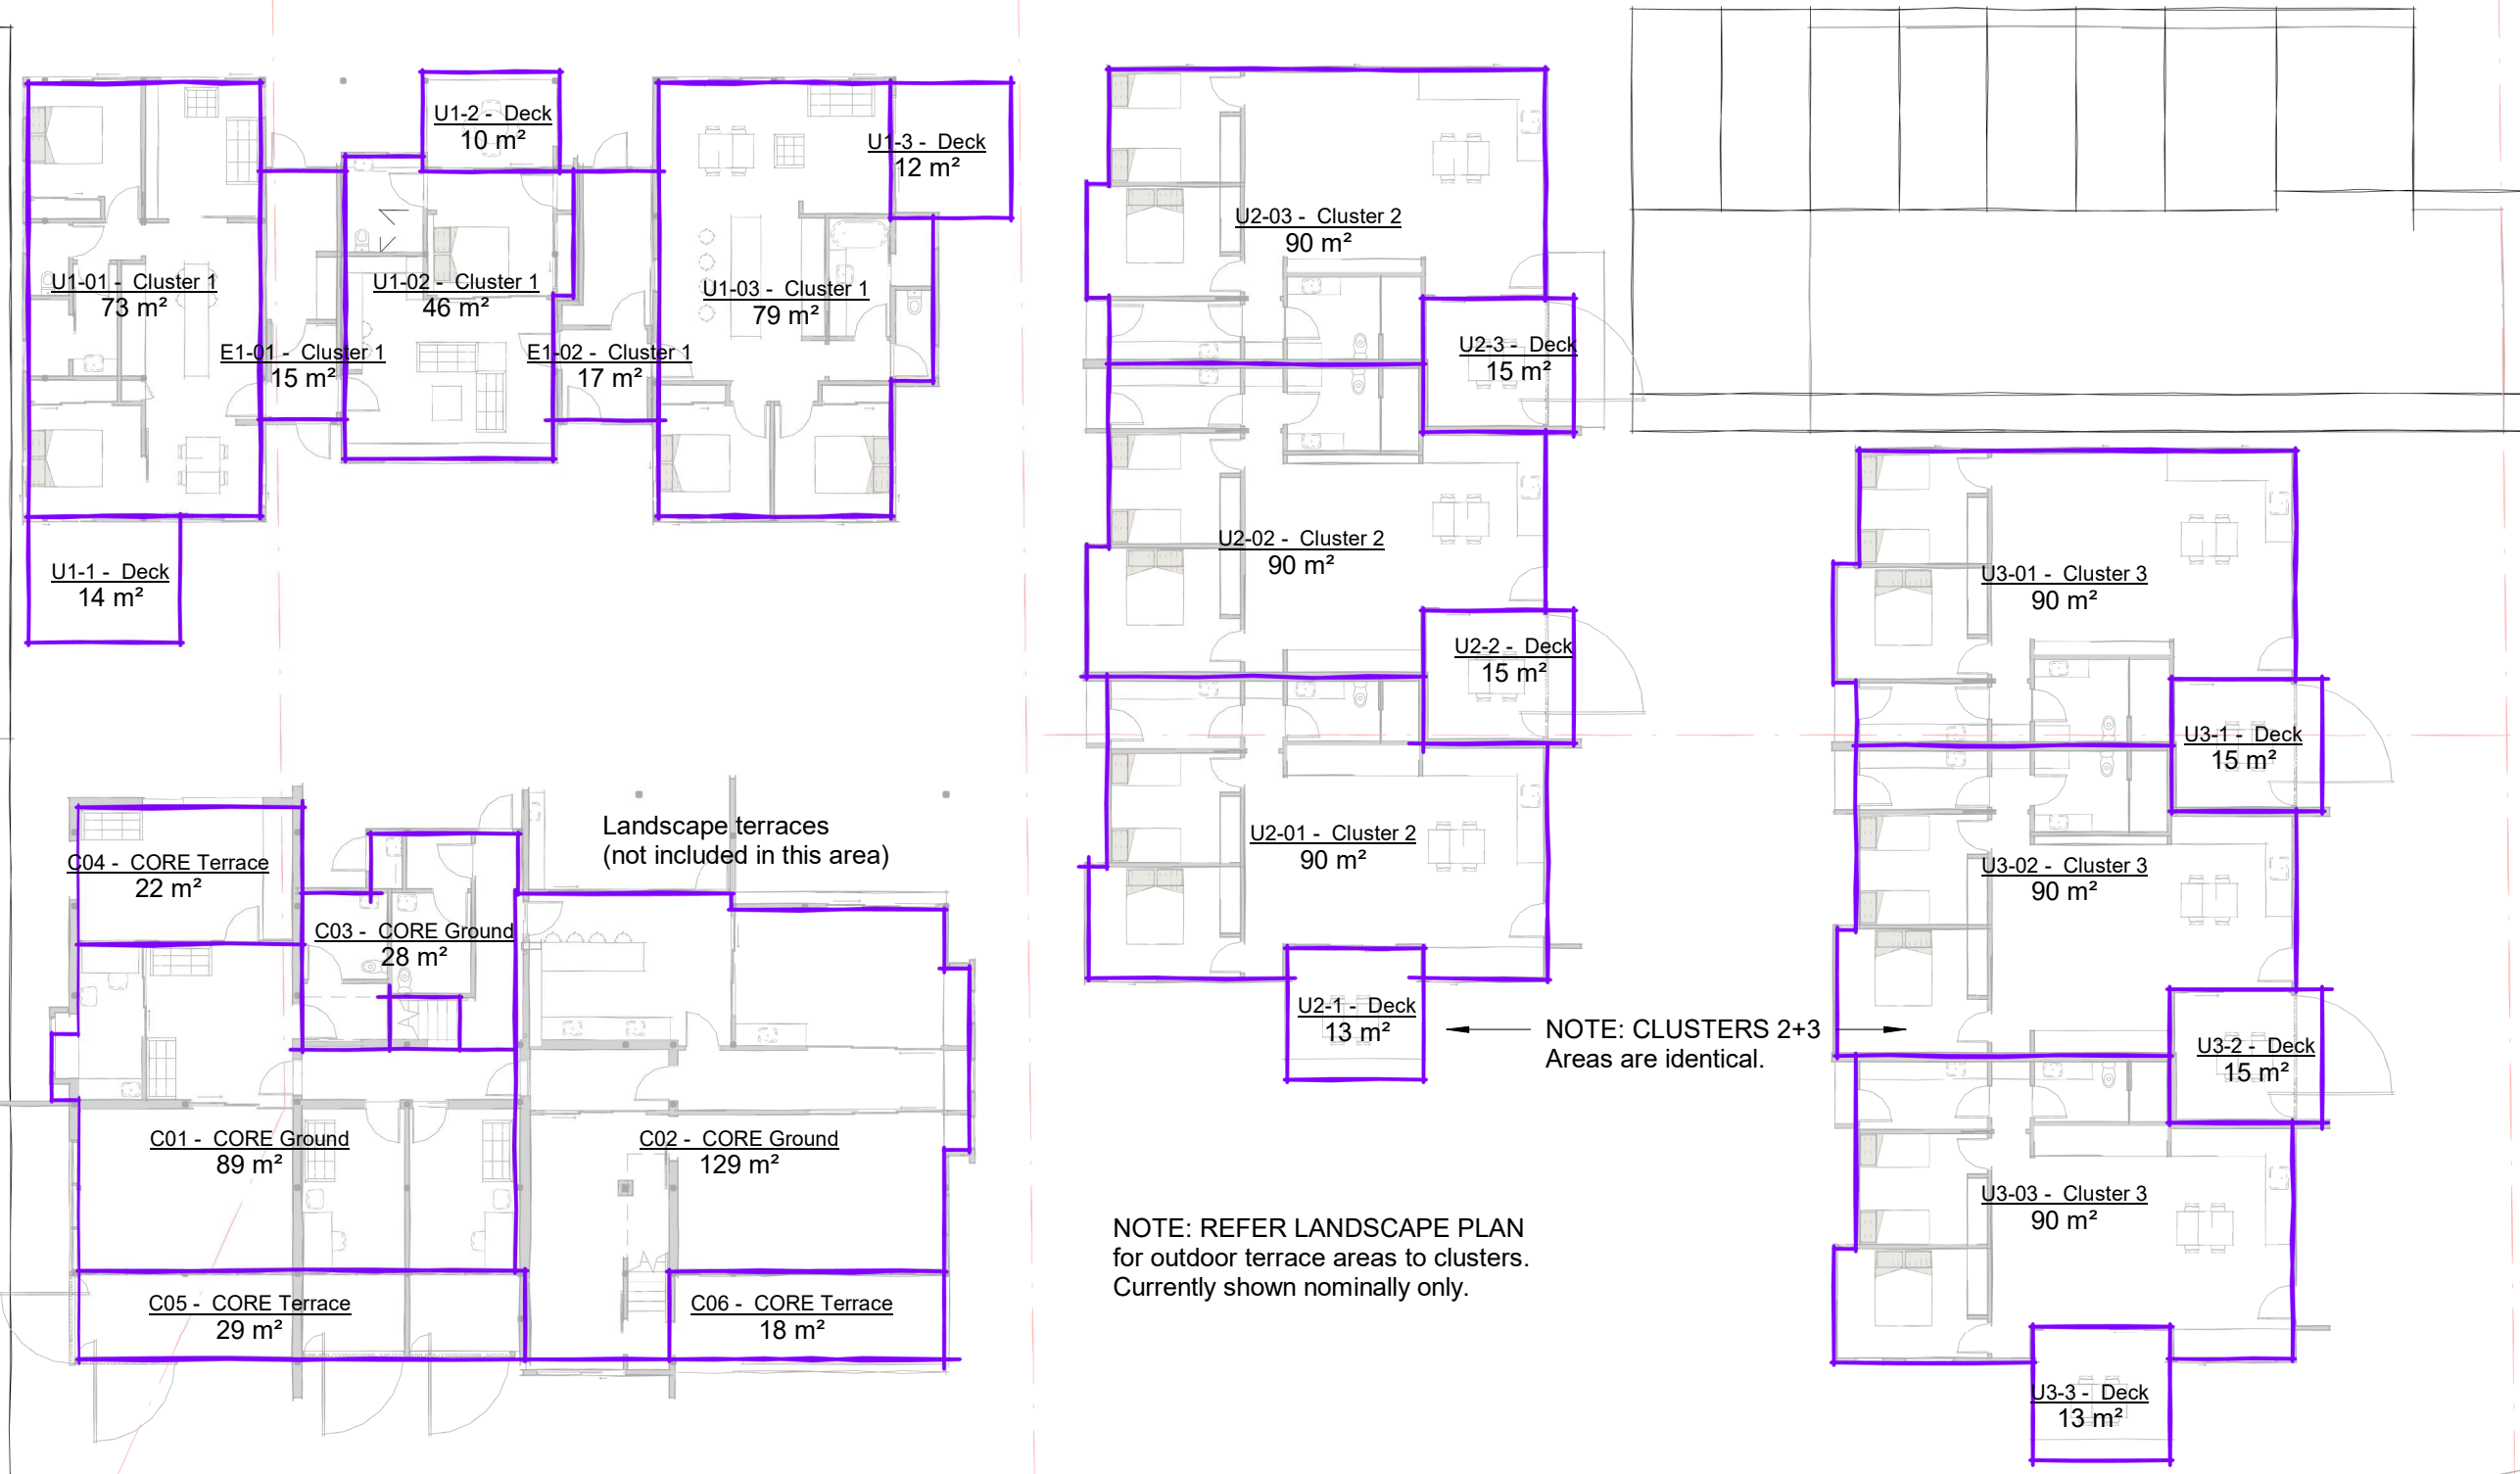 U1-2 - Deck
10 m²
U1-3 - Deck
12 m²
U1-01 - Cluster 1
73 m²
U1-02 - Cluster 1
46 m²
U1-03 - Cluster 1
79 m²
E1-01 - Cluster 1
15 m²
E1-02 - Cluster 1
17 m²
U1-1 - Deck
14 m²
U2-03 - Cluster 2
90 m²
U2-3 - Deck
15 m²
U2-02 - Cluster 2
90 m²
U2-2 - Deck
15 m²
U2-01 - Cluster 2
90 m²
U2-1 - Deck
13 m²
NOTE: CLUSTERS 2+3
Areas are identical.
U3-01 - Cluster 3
90 m²
U3-1 - Deck
15 m²
U3-02 - Cluster 3
90 m²
U3-2 - Deck
15 m²
U3-03 - Cluster 3
90 m²
U3-3 - Deck
13 m²
Landscape terraces
(not included in this area)
C04 - CORE Terrace
22 m²
C03 - CORE Ground
28 m²
C01 - CORE Ground
89 m²
C02 - CORE Ground
129 m²
C05 - CORE Terrace
29 m²
C06 - CORE Terrace
18 m²
NOTE: REFER LANDSCAPE PLAN
for outdoor terrace areas to clusters.
Currently shown nominally only.